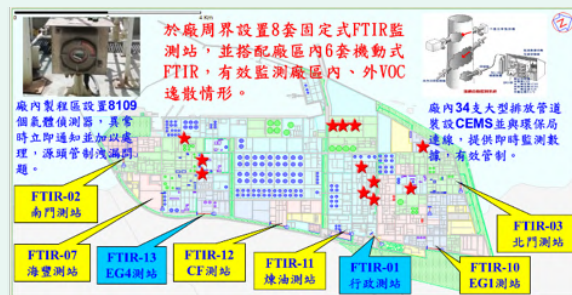 4 Km
於廠周界設置8套固定式FTIR監
測站,並搭配廠區內6套機動式
FTIR,有效監測廠區內、外VOC
逸散情形。
廠內製程區設置8109
個氣體偵測器,異常
時立即通知並加以處
理,源頭管制洩漏問
題。
廠內34支大型排放管道
裝設CEMS並與環保局
連線,提供即時監測數
據,有效管制。
FTIR-02
南門測站
FTIR-03
北門測站
FTIR-07
海豐測站
FTIR-13
EG4測站
FTIR-12
CF測站
FTIR-11
煉油測站
FTIR-01
行政測站
FTIR-10
EG1測站